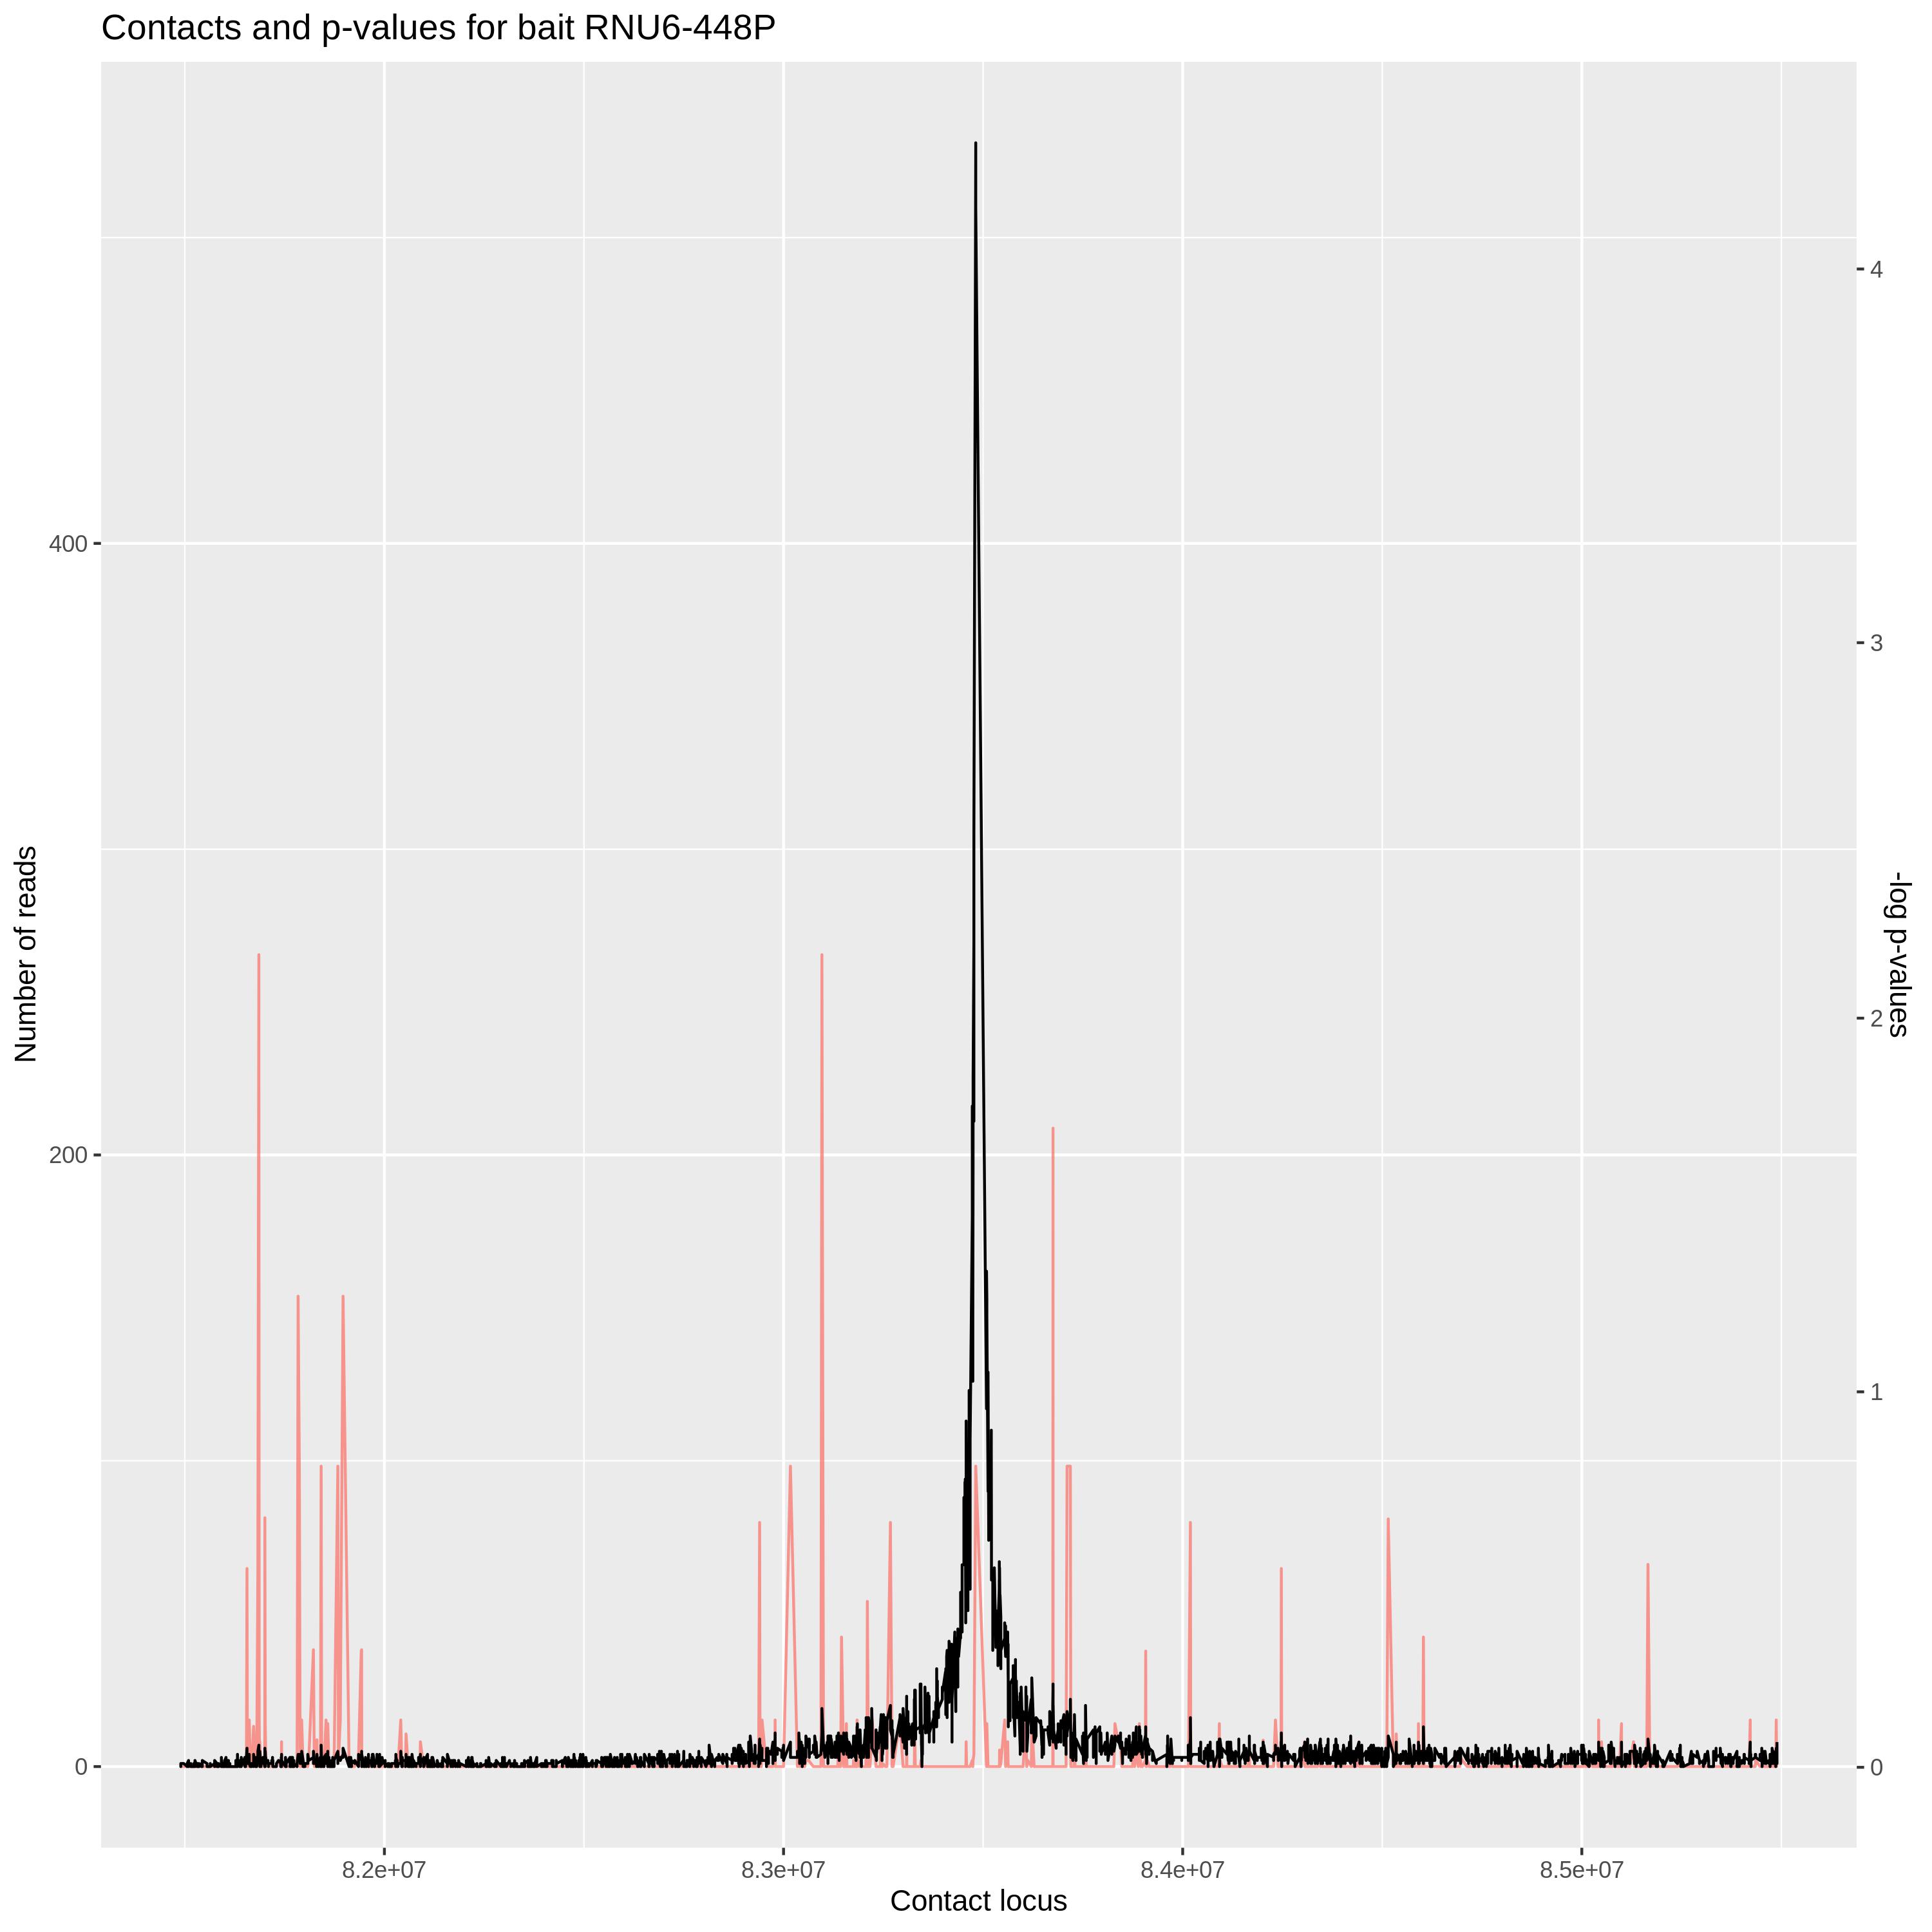 Contacts and p-values for bait RNU6-448P
Number of reads
400
200
0
4
3
2
1
0
-log p-values
8.2e+07
8.3e+07
8.4e+07
8.5e+07
Contact locus